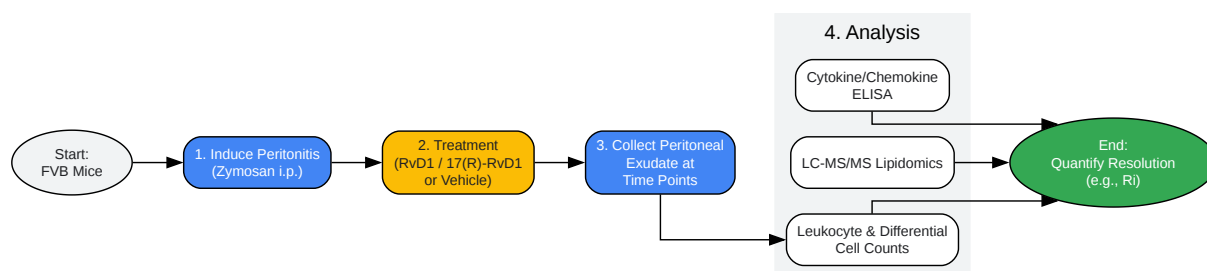 Start:
FVB Mice
1. Induce Peritonitis
(Zymosan i.p.)
2. Treatment
(RvD1 / 17(R)-RvD1
or Vehicle)
3. Collect Peritoneal
Exudate at
Time Points
4. Analysis
Cytokine/Chemokine
ELISA
LC-MS/MS Lipidomics
Leukocyte & Differential
Cell Counts
End:
Quantify Resolution
(e.g., Ri)